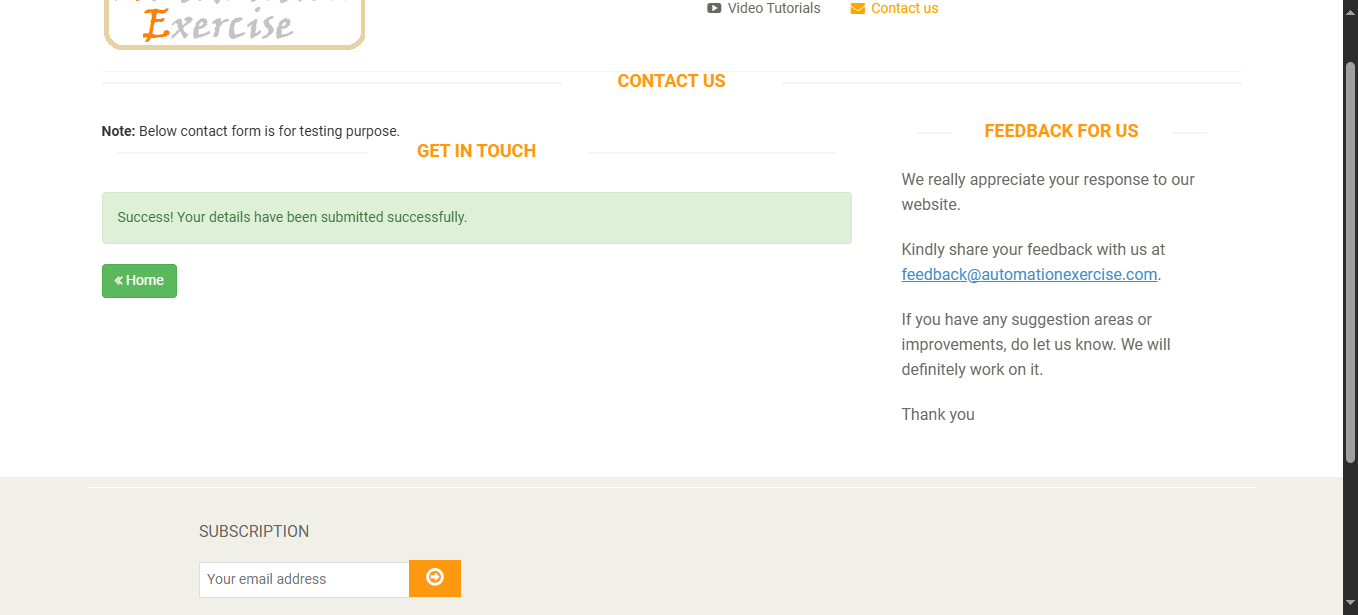 Exercise
Video Tutorials
Contact us
CONTACT US
Note: Below contact form is for testing purpose.
GET IN TOUCH
Success! Your details have been submitted successfully.
« Home
FEEDBACK FOR US
We really appreciate your response to our
website.
Kindly share your feedback with us at
feedback@automationexercise.com.
If you have any suggestion areas or
improvements, do let us know. We will
definitely work on it.
Thank you
SUBSCRIPTION
Your email address